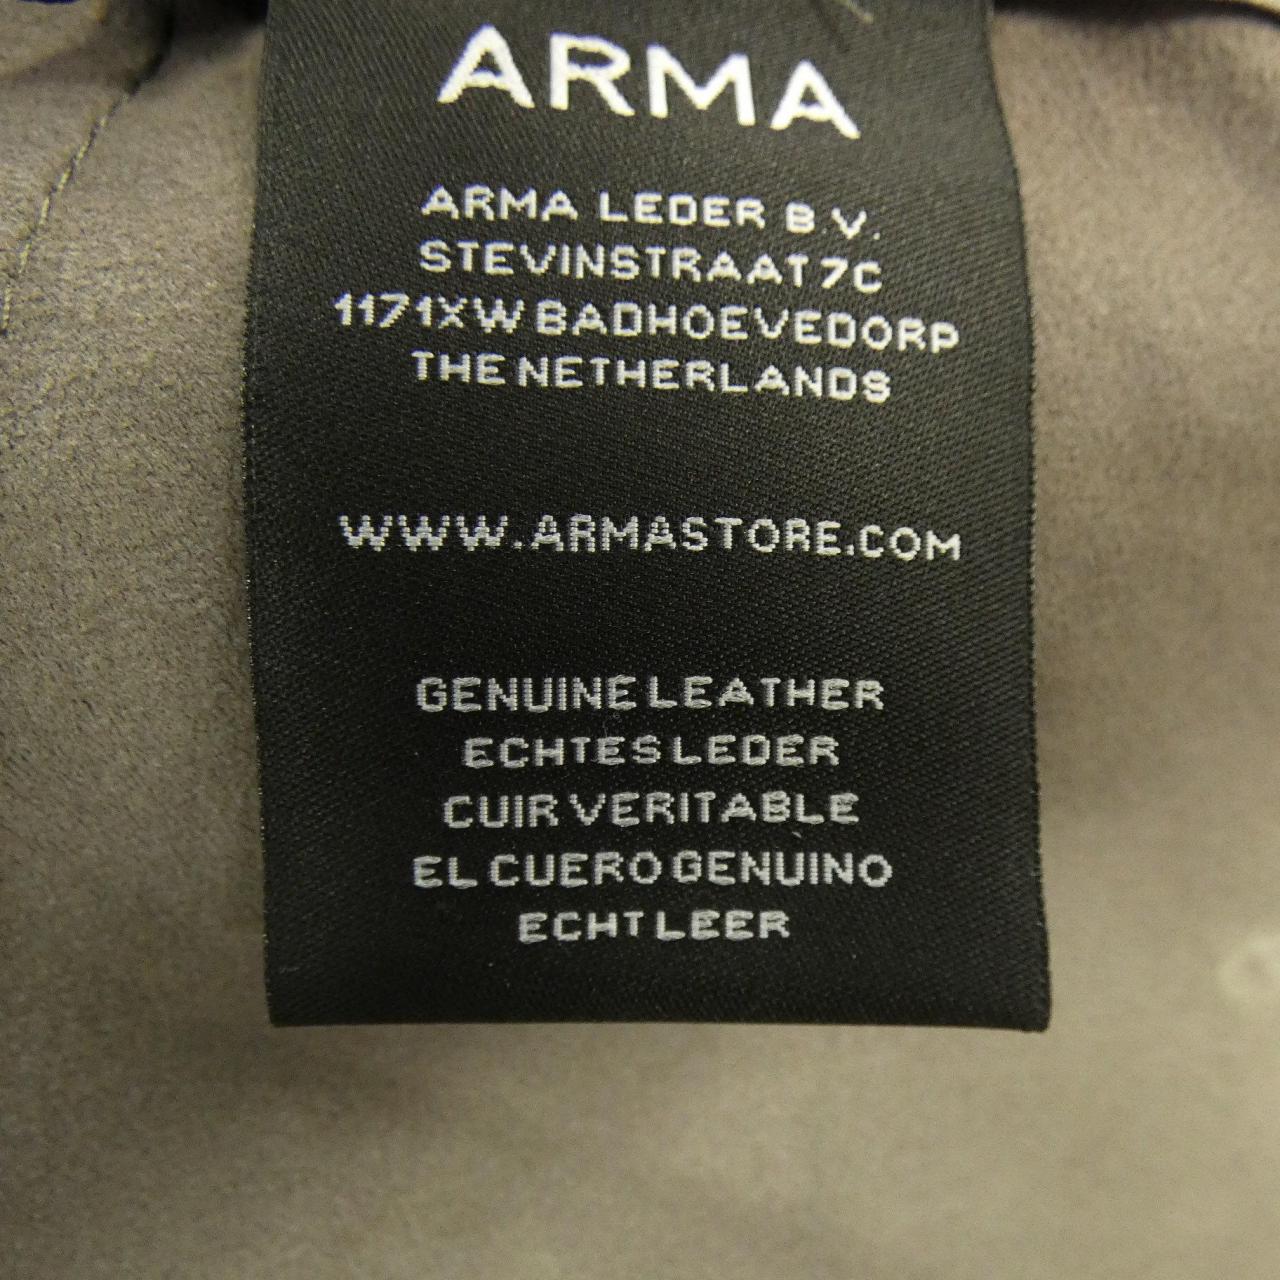 ARMA
ARMA LEDER B.V.
STEVINSTRAAT 7C
1171XW BADHOEVEDORP
THE NETHERLANDS
WWW.ARMASTORE.COM
GENUINE LEATHER
ECHTES LEDER
CUIR VERITABLE
EL CUERO GENUINO
ECHT LEER